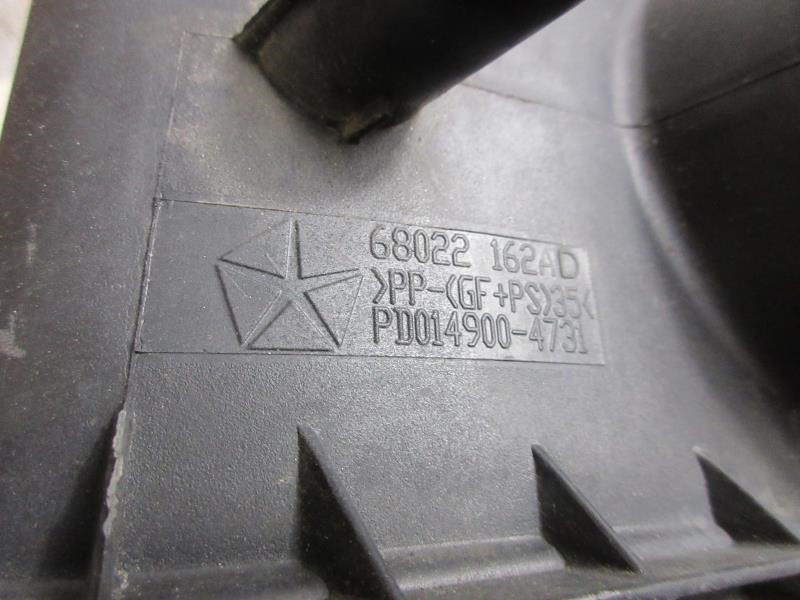 68022 162AD
>PP-(GF+PS)35<
PD014900-4731